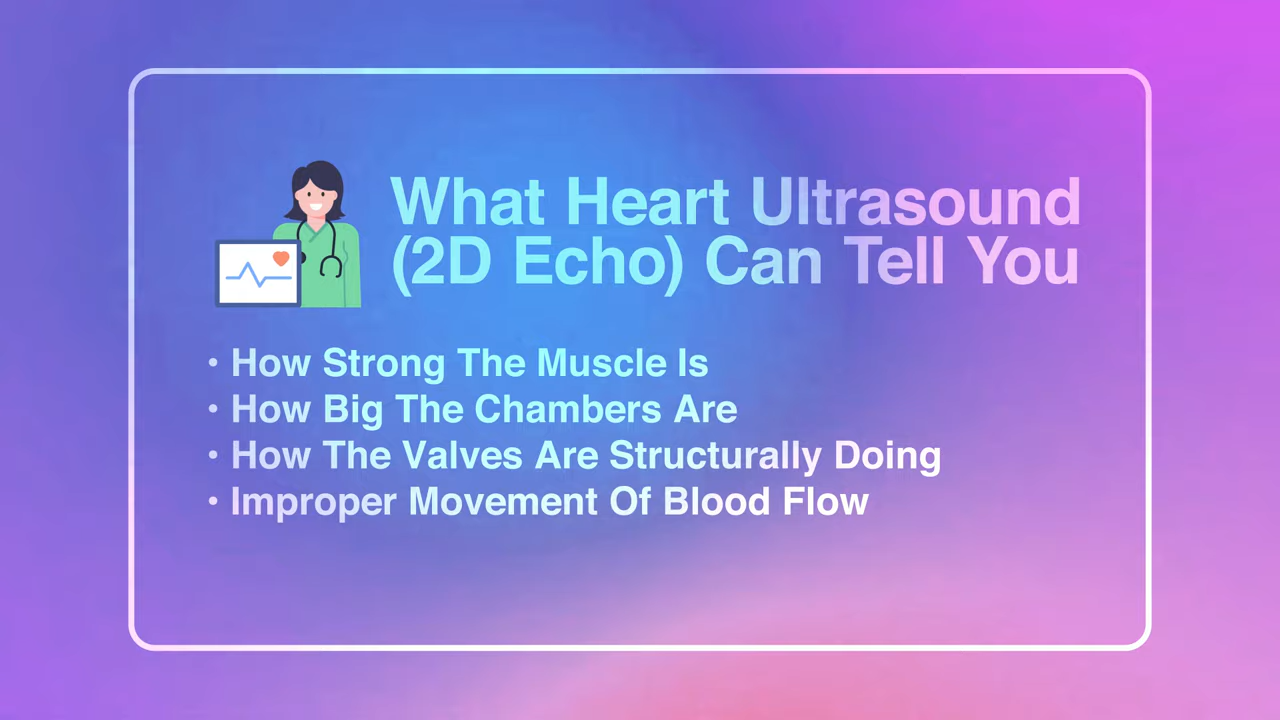 What Heart Ultrasound
(2D Echo) Can Tell You
• How Strong The Muscle Is
• How Big The Chambers Are
• How The Valves Are Structurally Doing
• Improper Movement Of Blood Flow